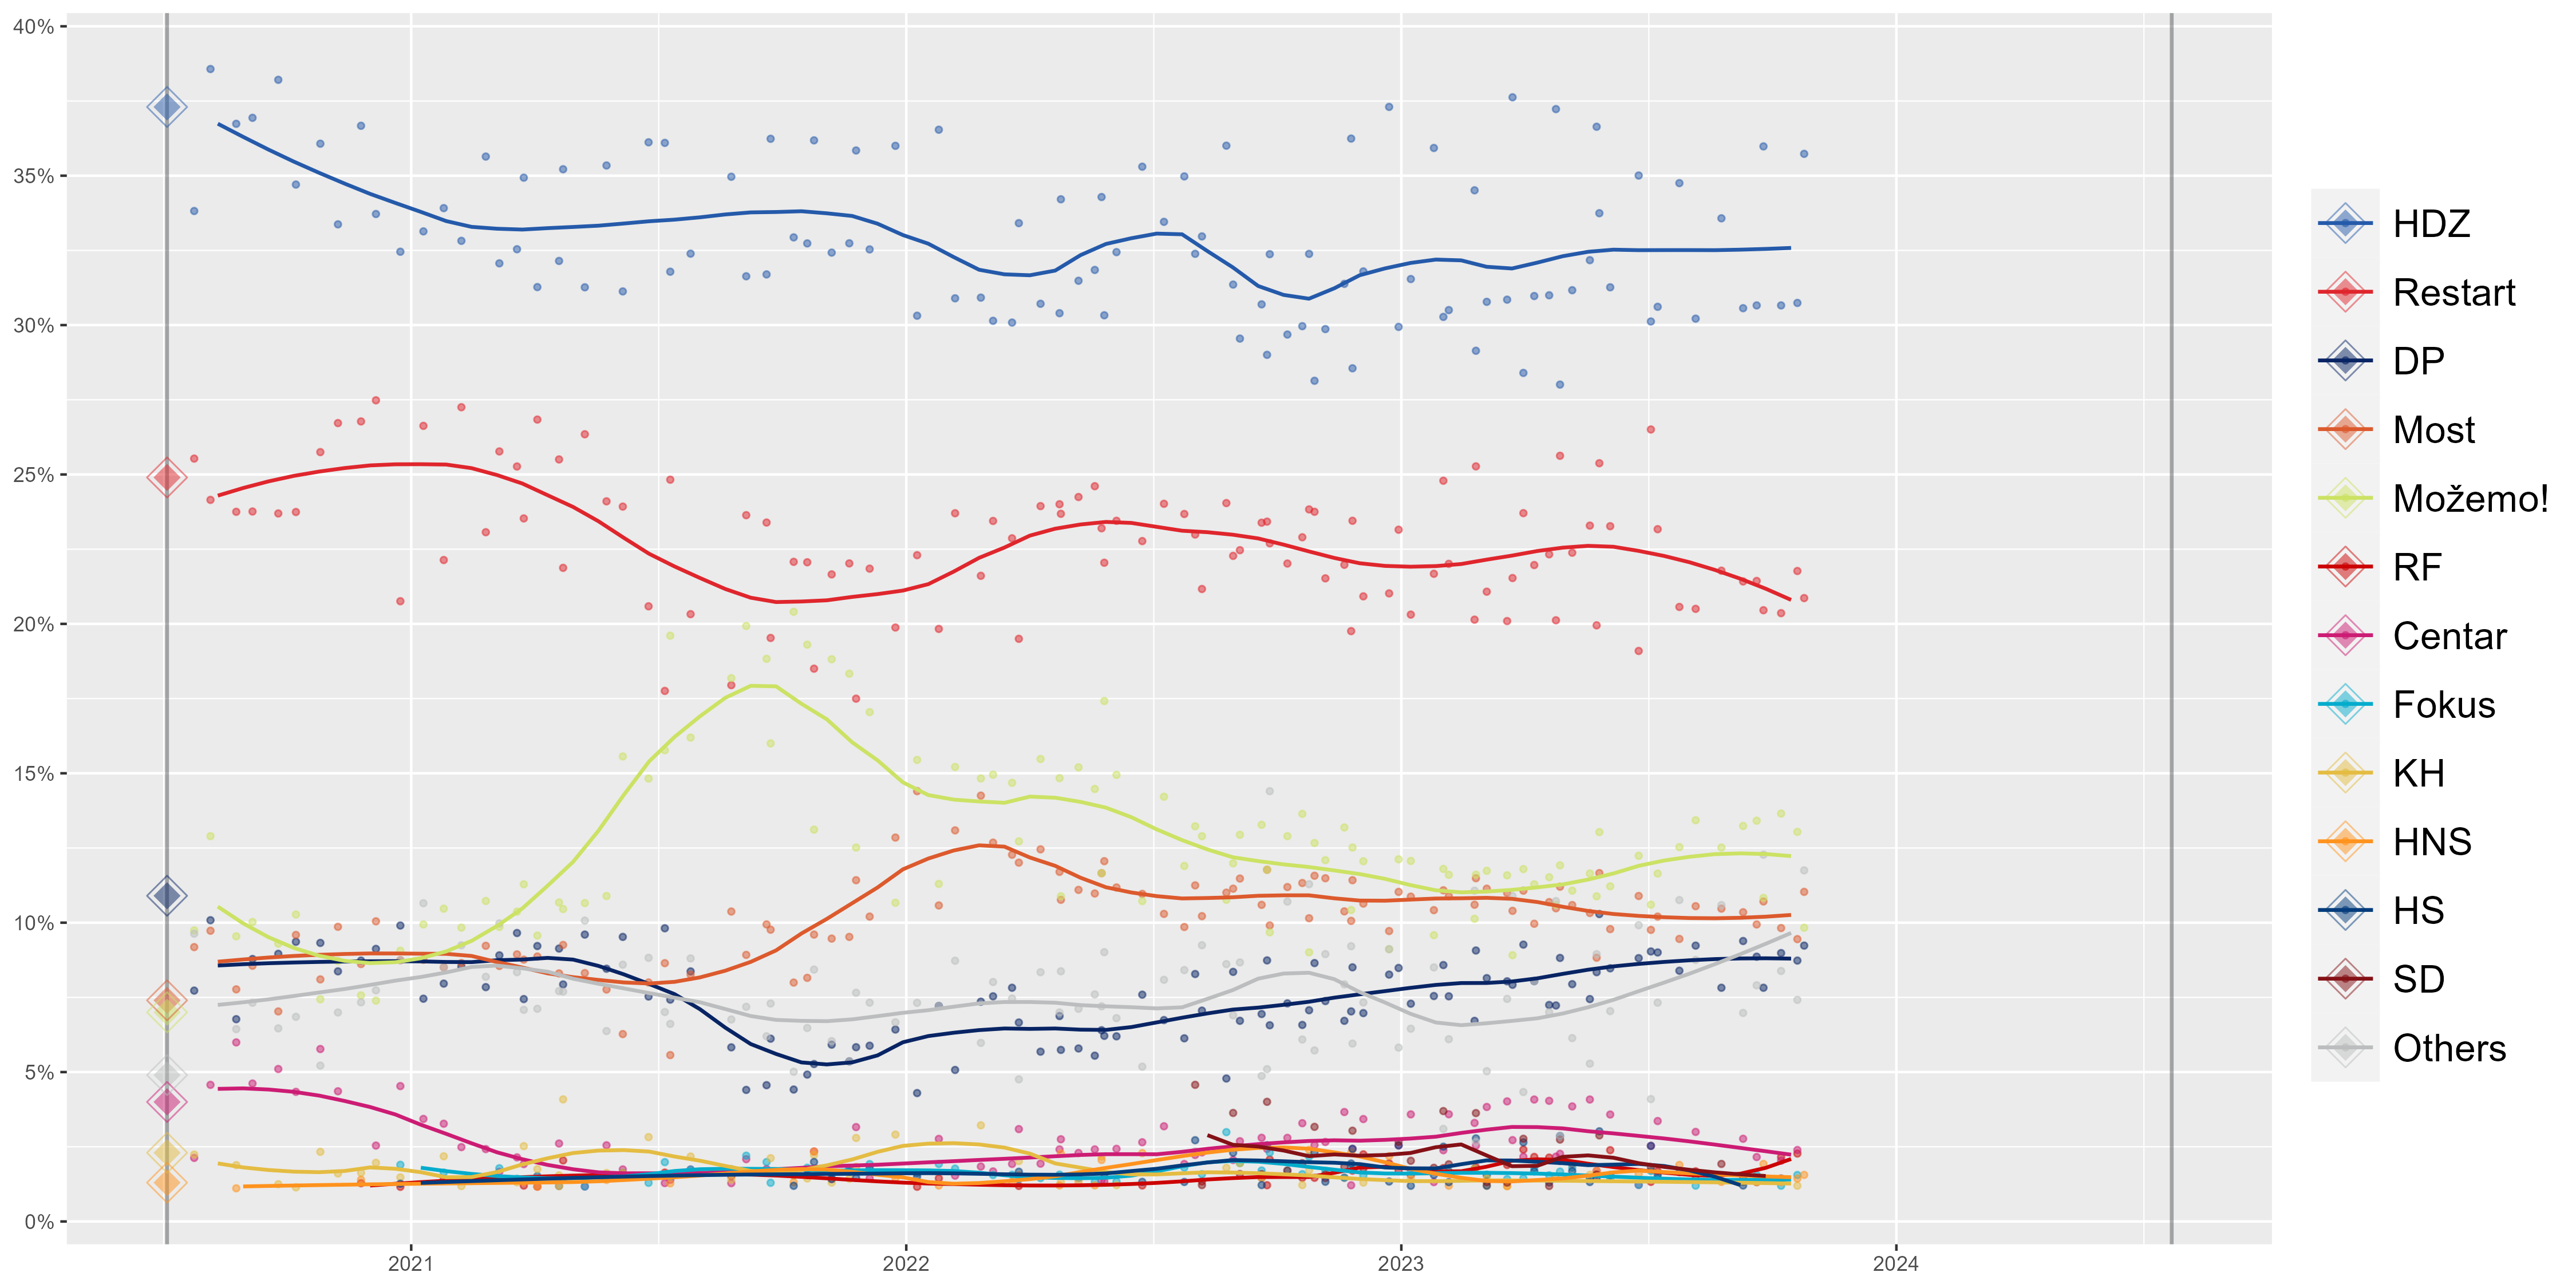 40%
35%
30%
25%
20%
15%
10%
5%
0%
2021
2022
2023
2024
HDZ
Restart
DP
Most
Možemo!
RF
Centar
Fokus
KH
HNS
HS
SD
Others